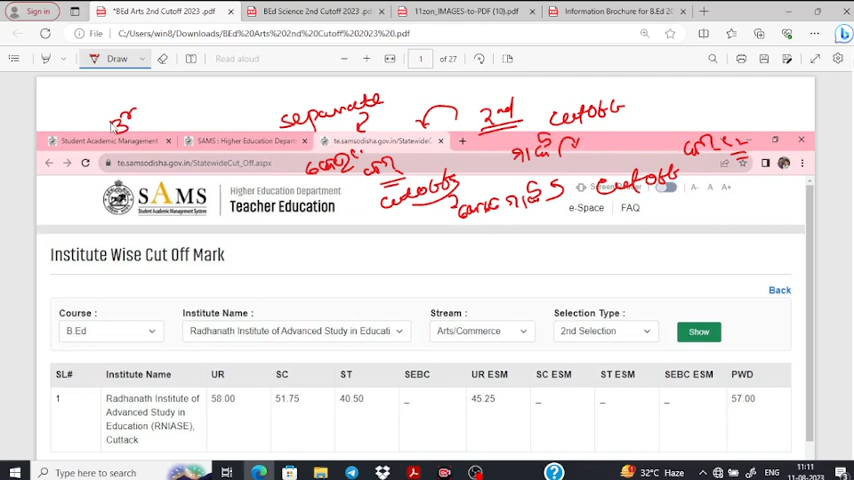 Sign in
*BEd Arts 2nd Cutoff 2023 .pdf
BEd Science 2nd Cutoff 2023 .pdf
11zon_IMAGES-to-PDF (10).pdf
Information Brochure for B.Ed 20
File
C:/Users/win8/Downloads/BEd%20Arts%202nd%20Cutoff%202023%20.pdf
Draw
Read aloud
1 of 27
separate
2nd cutoff
3r
Student Academic Management
SAMS : Higher Education Depart
te.samsodisha.gov.in/StatewideCut
te.samsodisha.gov.in/StatewideCut_Off.aspx
cutoffs
cutoff
SAMS
Student Academic Management System
Higher Education Department
Teacher Education
Screen
A- A A+
e-Space FAQ
Institute Wise Cut Off Mark
Back
Course : Institute Name : Stream : Selection Type :
B.Ed Radhanath Institute of Advanced Study in Educati Arts/Commerce 2nd Selection Show
SL# Institute Name UR SC ST SEBC UR ESM SC ESM ST ESM SEBC ESM PWD
1 Radhanath Institute of 58.00 51.75 40.50 _ 45.25 _ _ _ 57.00
Advanced Study in
Education (RNIASE),
Cuttack
Type here to search
32°C Haze
ENG
11:11
11-08-2023